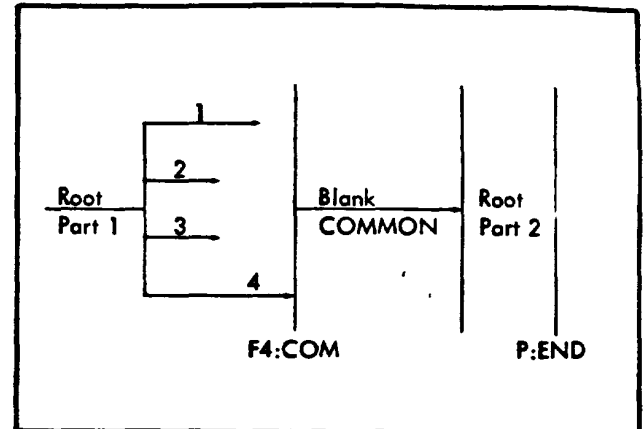 1
2
Root
Part 1
3
4
Blank
COMMON
Root
Part 2
F4:COM
P:END